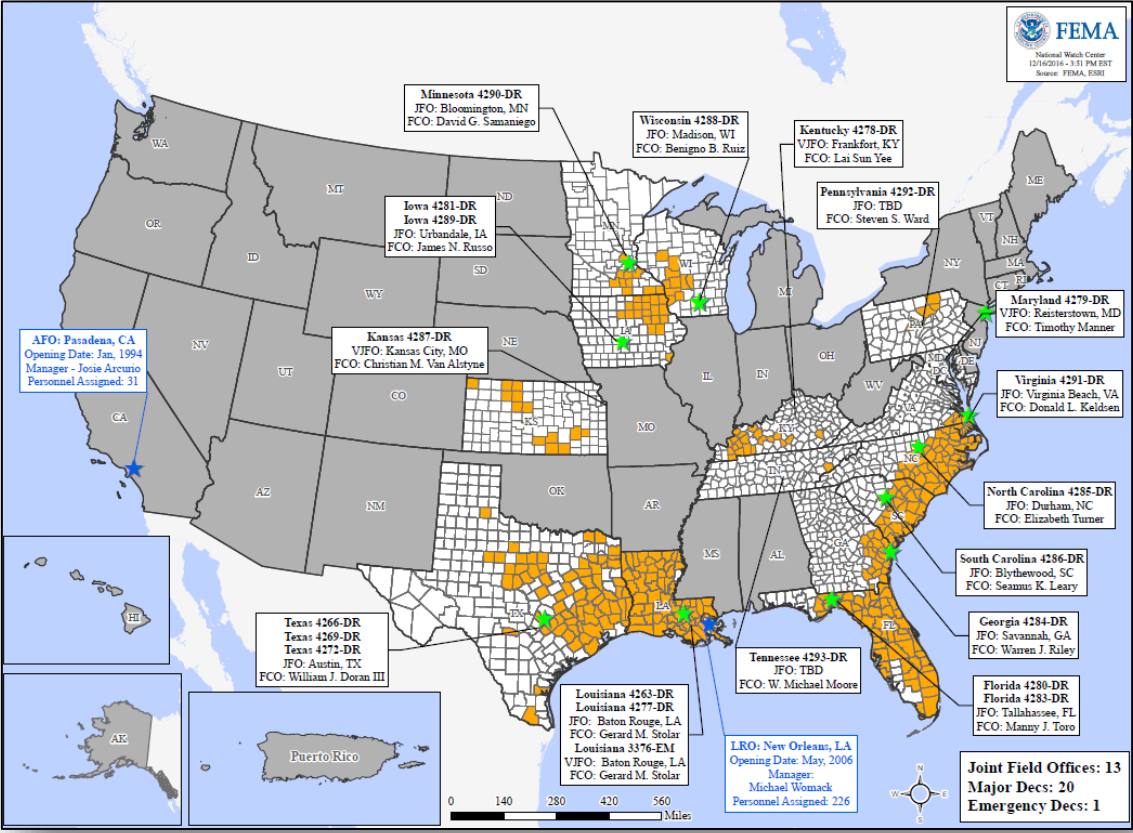 FEMA
National Watch Center
12/16/2016 - 3:51 PM EST
Source: FEMA, ESRI
Minnesota 4290-DR
JFO: Bloomington, MN
FCO: David G. Samaniego
Wisconsin 4288-DR
JFO: Madison, WI
FCO: Benigno B. Ruiz
Kentucky 4278-DR
VJFO: Frankfort, KY
FCO: Lai Sun Yee
Pennsylvania 4292-DR
JFO: TBD
FCO: Steven S. Ward
Iowa 4281-DR
Iowa 4289-DR
JFO: Urbandale, IA
FCO: James N. Russo
Maryland 4279-DR
VJFO: Reisterstown, MD
FCO: Timothy Manner
AFO: Pasadena, CA
Opening Date: Jan, 1994
Manager - Josie Arcurio
Personnel Assigned: 31
Kansas 4287-DR
VJFO: Kansas City, MO
FCO: Christian M. Van Alstyne
Virginia 4291-DR
JFO: Virginia Beach, VA
FCO: Donald L. Keldsen
North Carolina 4285-DR
JFO: Durham, NC
FCO: Elizabeth Turner
South Carolina 4286-DR
JFO: Blythewood, SC
FCO: Seamus K. Leary
Georgia 4284-DR
JFO: Savannah, GA
FCO: Warren J. Riley
Texas 4266-DR
Texas 4269-DR
Texas 4272-DR
JFO: Austin, TX
FCO: William J. Doran III
Tennessee 4293-DR
JFO: TBD
FCO: W. Michael Moore
Florida 4280-DR
Florida 4283-DR
JFO: Tallahassee, FL
FCO: Manny J. Toro
Louisiana 4263-DR
Louisiana 4277-DR
JFO: Baton Rouge, LA
FCO: Gerard M. Stolar
Louisiana 3376-EM
VJFO: Baton Rouge, LA
FCO: Gerard M. Stolar
LRO: New Orleans, LA
Opening Date: May, 2006
Manager:
Michael Womack
Personnel Assigned: 226
Joint Field Offices: 13
Major Decs: 20
Emergency Decs: 1
WA
MT
ND
MN
ME
OR
ID
SD
WI
VT
NH
NY
MA
CT
RI
WY
MI
PA
NJ
NV
NE
IA
OH
MD
DE
DC
UT
CO
IL
IN
WV
VA
CA
KS
MO
KY
NC
AZ
NM
OK
AR
TN
SC
MS
AL
GA
TX
LA
FL
HI
AK
Puerto Rico
N
W
E
S
0
140
280
420
560
Miles